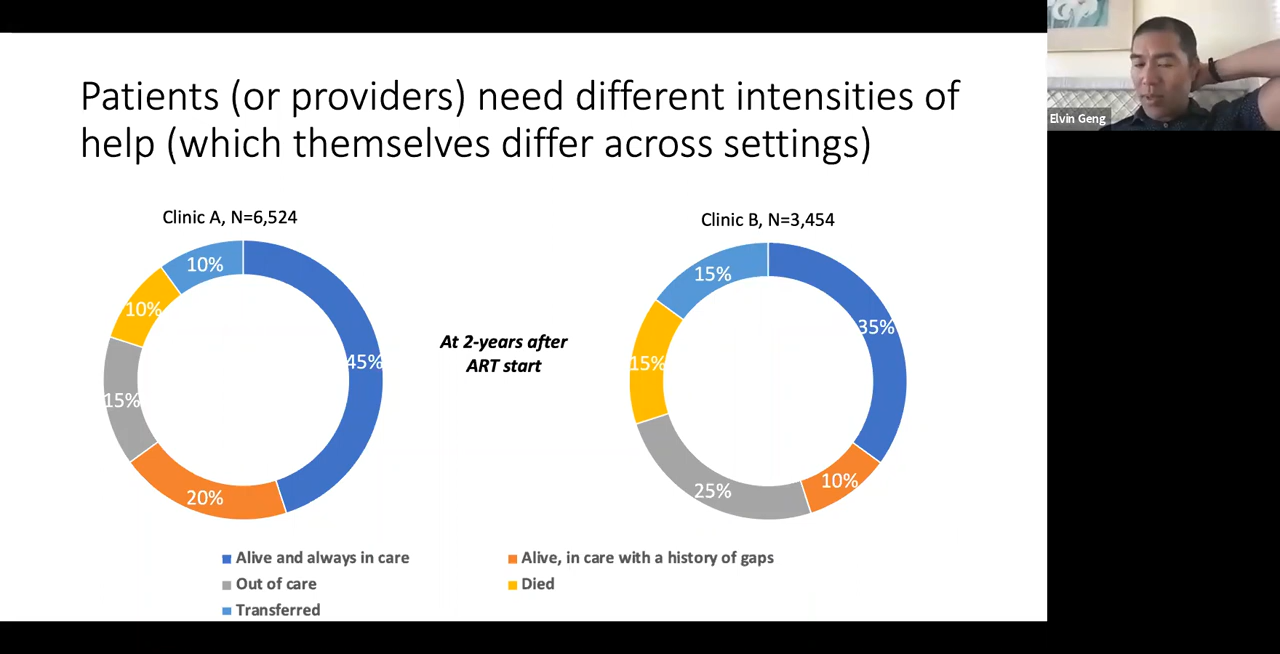 Patients (or providers) need different intensities of
help (which themselves differ across settings)
Elvin Geng
Clinic A, N=6,524
10%
10%
45%
15%
20%
At 2-years after
ART start
Clinic B, N=3,454
15%
35%
15%
25%
10%
Alive and always in care
Alive, in care with a history of gaps
Out of care
Died
Transferred